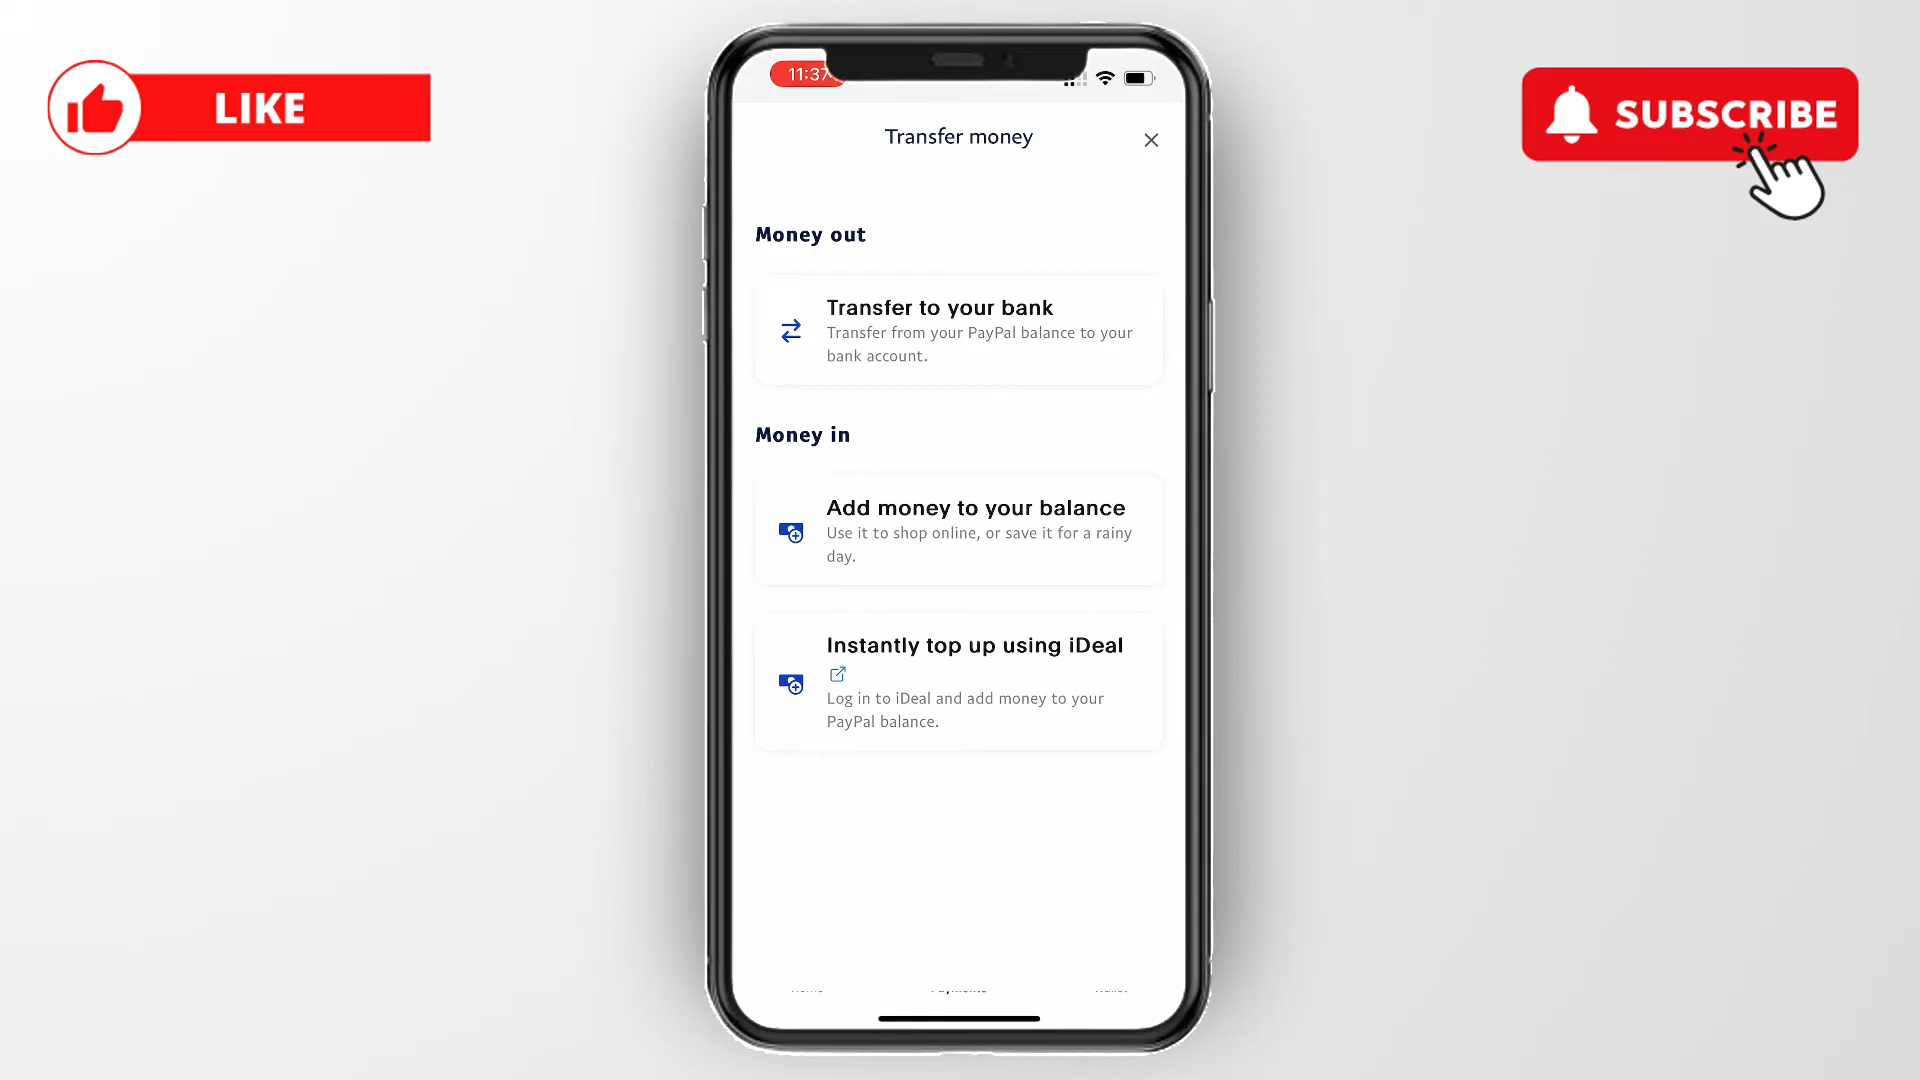 LIKE
SUBSCRIBE
11:37
Transfer money
Money out
Transfer to your bank
Transfer from your PayPal balance to your
bank account.
Money in
Add money to your balance
Use it to shop online, or save it for a rainy
day.
Instantly top up using iDeal
Log in to iDeal and add money to your
PayPal balance.